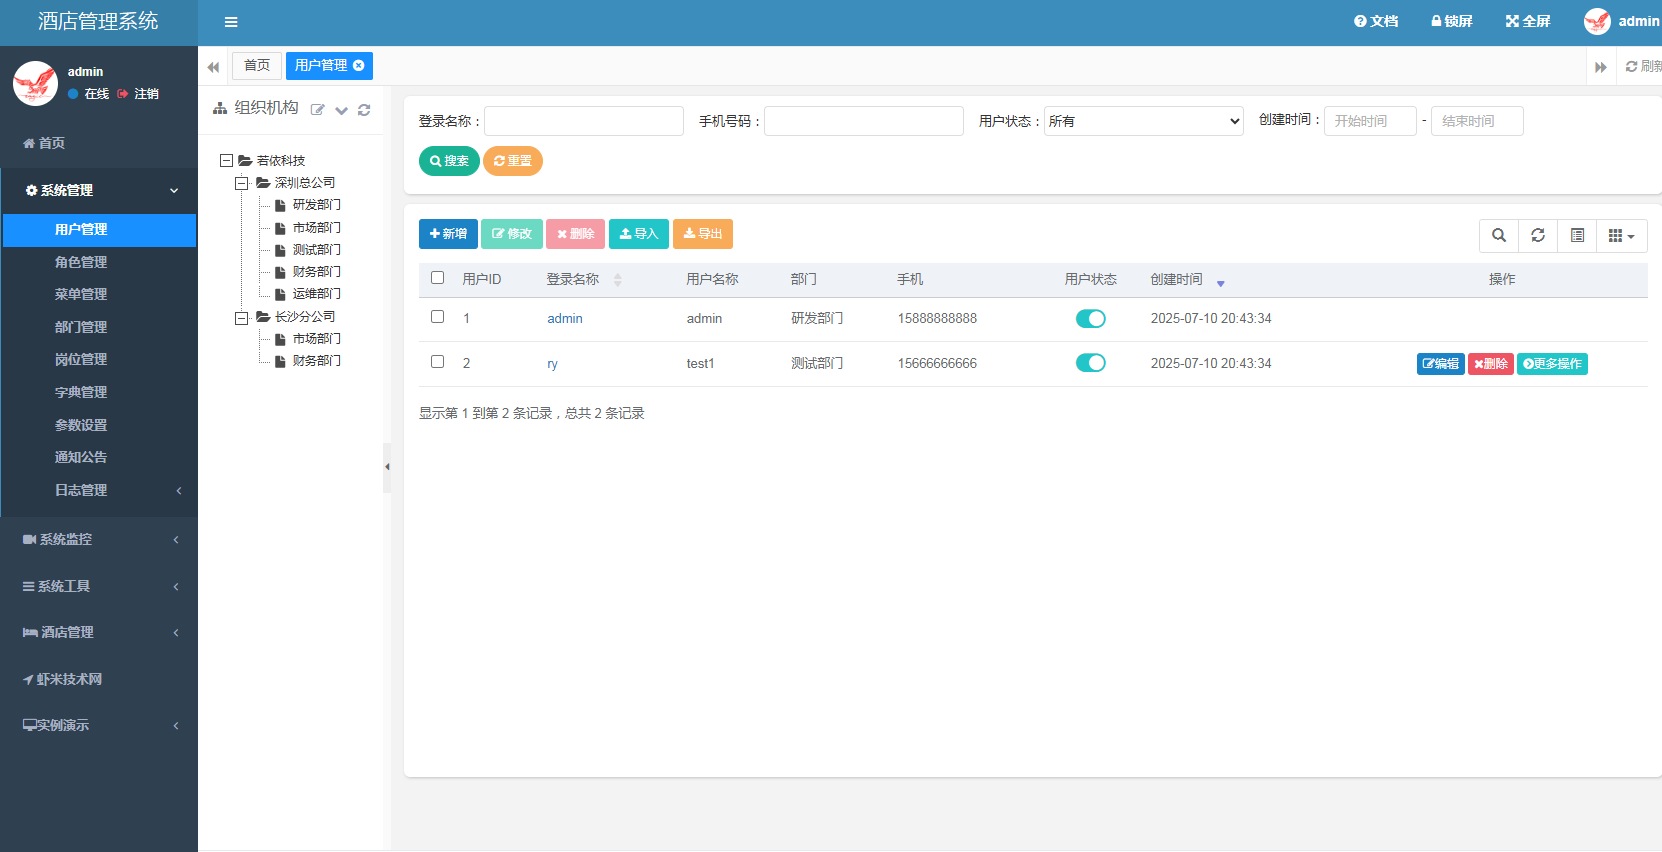 酒店管理系统
文档 锁屏 全屏 admin
admin
在线 注销
首页 用户管理
首页
系统管理
用户管理
角色管理
菜单管理
部门管理
岗位管理
字典管理
参数设置
通知公告
日志管理
系统监控
系统工具
酒店管理
虾米技术网
实例演示
组织机构
若依科技
深圳总公司
研发部门
市场部门
测试部门
财务部门
运维部门
长沙分公司
市场部门
财务部门
登录名称： 手机号码： 用户状态：所有 创建时间：开始时间 - 结束时间
搜索 重置
新增 修改 删除 导入 导出
用户ID 登录名称 用户名称 部门 手机 用户状态 创建时间 操作
1 admin admin 研发部门 15888888888 2025-07-10 20:43:34
2 ry test1 测试部门 15666666666 2025-07-10 20:43:34 编辑 删除 更多操作
显示第 1 到第 2 条记录，总共 2 条记录